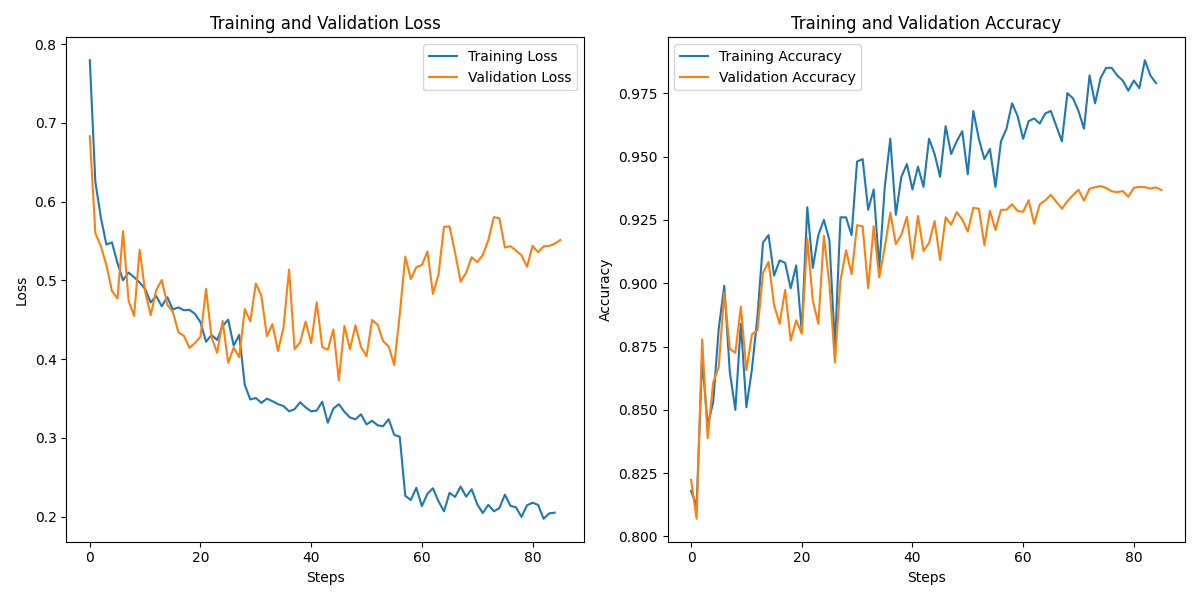 Training and Validation Loss
Training Loss
Validation Loss
0.8
0.7
0.6
0.5
0.4
0.3
0.2
Loss
0
20
40
60
80
Steps
Training and Validation Accuracy
Training Accuracy
Validation Accuracy
0.975
0.950
0.925
0.900
0.875
0.850
0.825
0.800
Accuracy
0
20
40
60
80
Steps